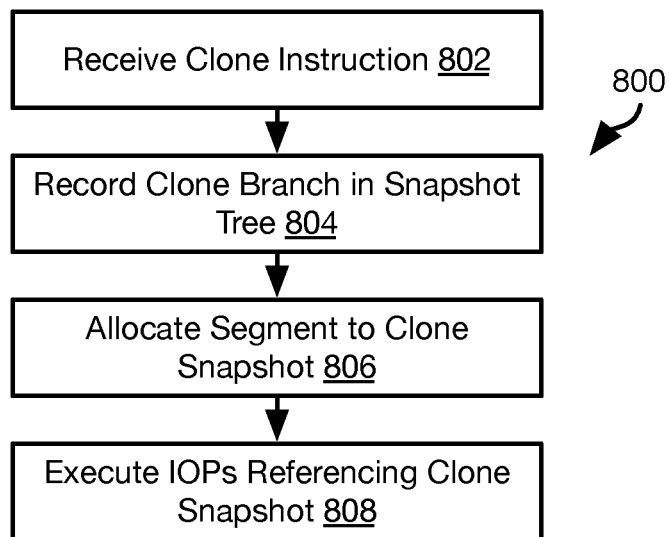 Receive Clone Instruction 802
800
Record Clone Branch in Snapshot
Tree 804
Allocate Segment to Clone
Snapshot 806
Execute IOPs Referencing Clone
Snapshot 808